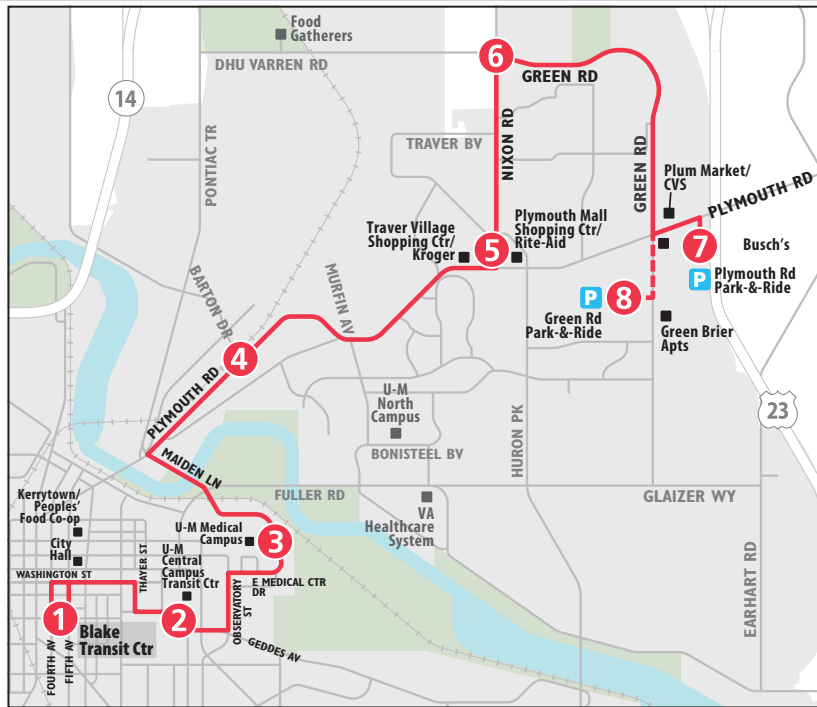 Food
Gatherers
DHU VARREN RD
6
GREEN RD
14
PONTIAC TR
TRAVER BV
NIXON RD
GREEN RD
Plum Market/
CVS
PLYMOUTH RD
Traver Village
Shopping Ctr/
Kroger
5
Plymouth Mall
Shopping Ctr/
Rite-Aid
7
Busch's
P
Plymouth Rd
Park-&-Ride
P
8
Green Rd
Park-&-Ride
Green Brier
Apts
BARTON DR
MURFIN AV
4
PLYMOUTH RD
U-M
North
Campus
BONISTEEL BV
HURON PK
23
MAIDEN LN
FULLER RD
GLAIZER WY
Kerrytown/
Peoples'
Food Co-op
City
Hall
WASHINGTON ST
THAYER ST
U-M Medical
Campus
3
VA
Healthcare
System
U-M
Central
Campus
Transit Ctr
E MEDICAL CTR
DR
OBSERVATORY
ST
EARHART RD
1
2
Blake
Transit Ctr
FOURTH AV
FIFTH AV
GEDDES AV